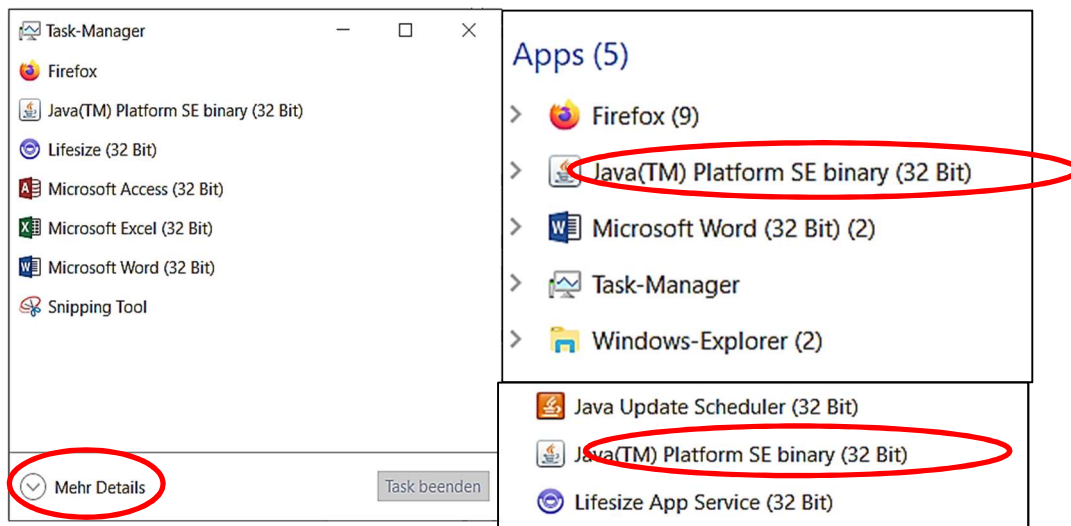 Task-Manager
Firefox
Java(TM) Platform SE binary (32 Bit)
Lifesize (32 Bit)
Microsoft Access (32 Bit)
Microsoft Excel (32 Bit)
Microsoft Word (32 Bit)
Snipping Tool
Mehr Details
Task beenden
Apps (5)
Firefox (9)
Java(TM) Platform SE binary (32 Bit)
Microsoft Word (32 Bit) (2)
Task-Manager
Windows-Explorer (2)
Java Update Scheduler (32 Bit)
Java(TM) Platform SE binary (32 Bit)
Lifesize App Service (32 Bit)